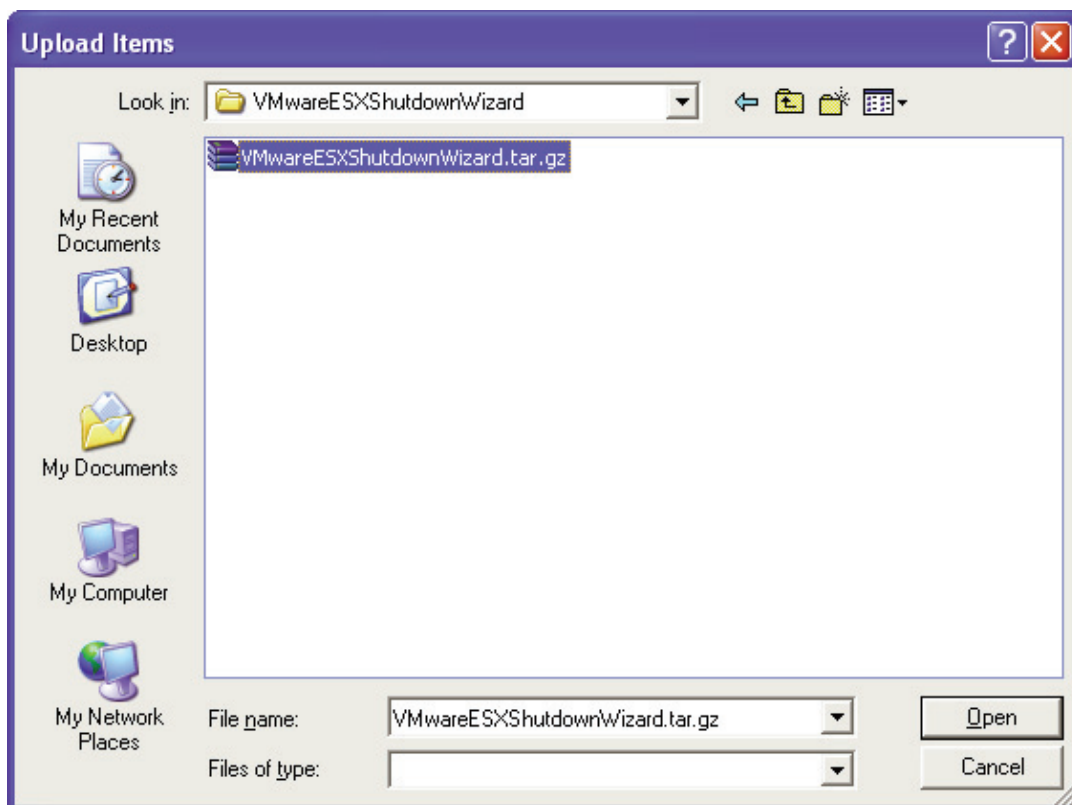 Upload Items
Look in:
VMwareESXShutdownWizard
VMwareESXShutdownWizard.tar.gz
My Recent
Documents
Desktop
My Documents
My Computer
My Network
Places
File name:
VMwareESXShutdownWizard.tar.gz
Open
Files of type:
Cancel